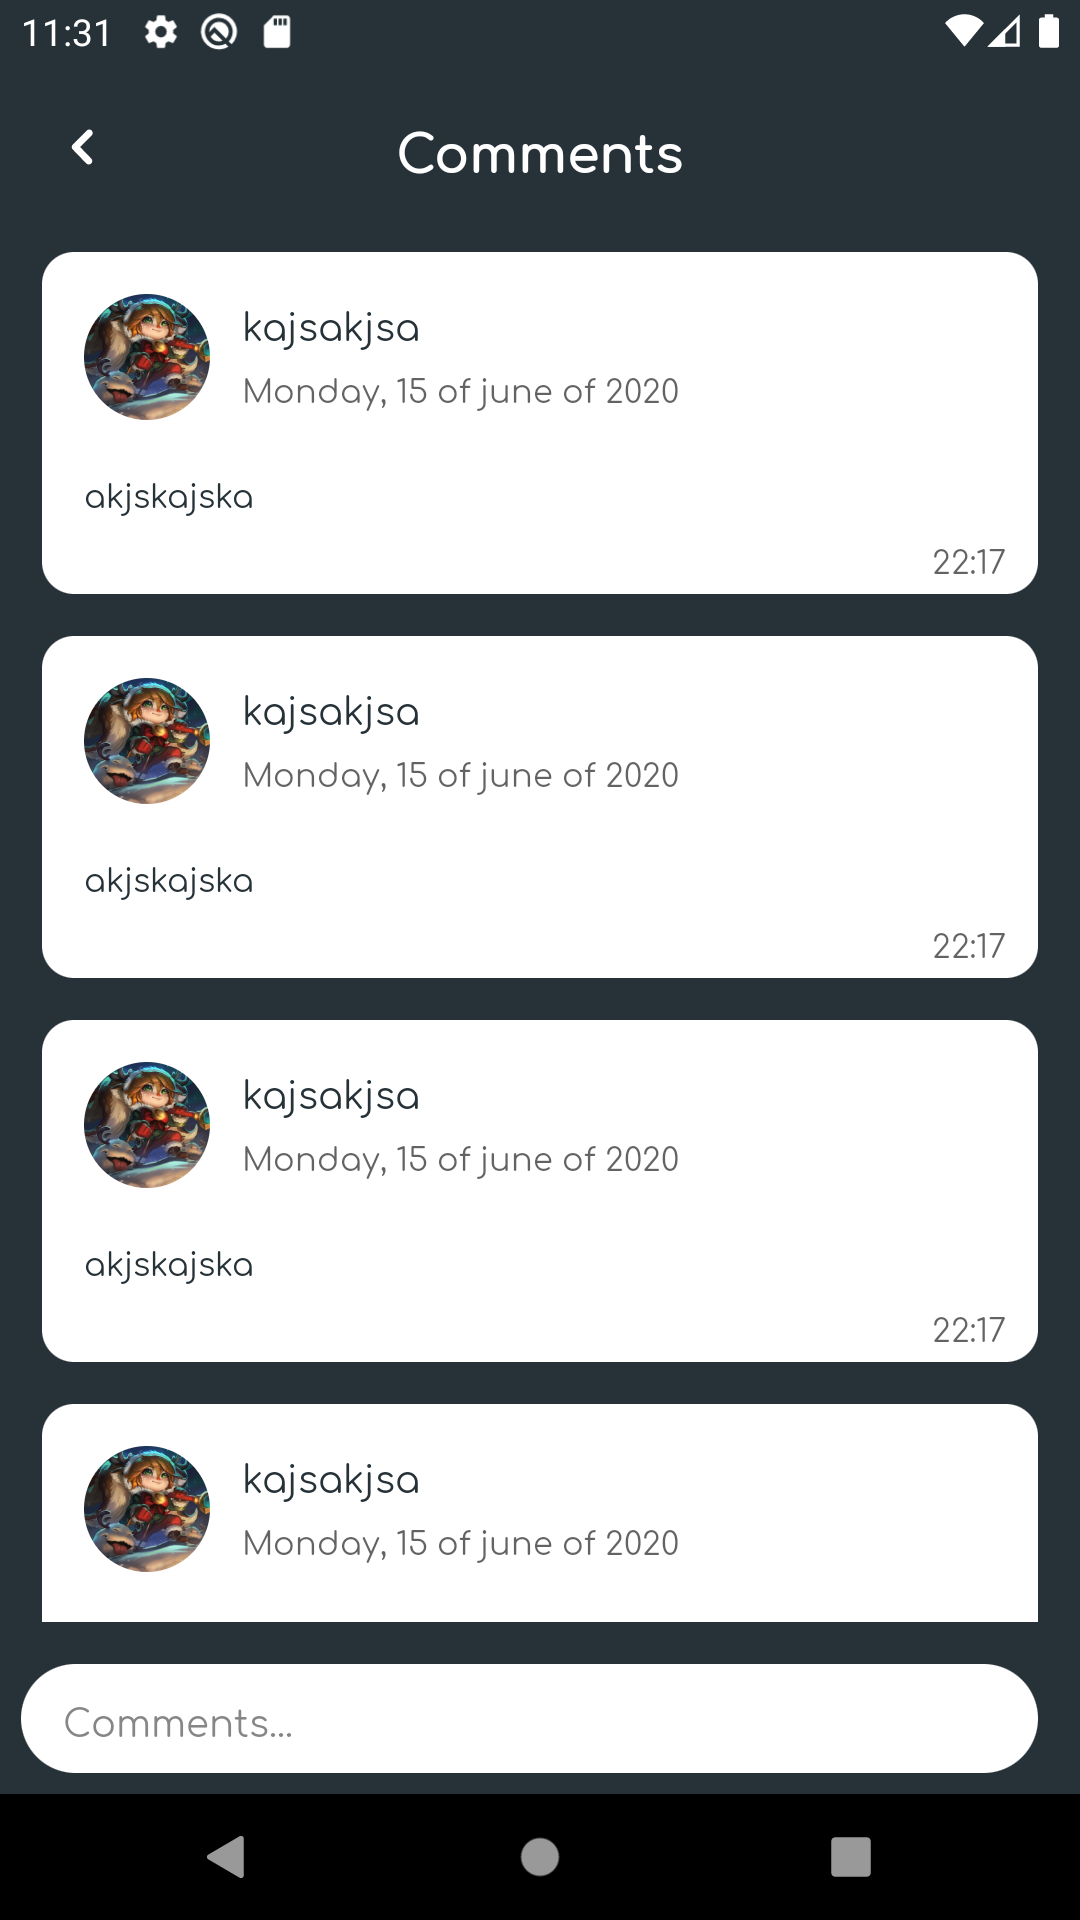 11:31
Comments
kajsakjsa
Monday, 15 of june of 2020
akjskajska
22:17
kajsakjsa
Monday, 15 of june of 2020
akjskajska
22:17
kajsakjsa
Monday, 15 of june of 2020
akjskajska
22:17
kajsakjsa
Monday, 15 of june of 2020
Comments...